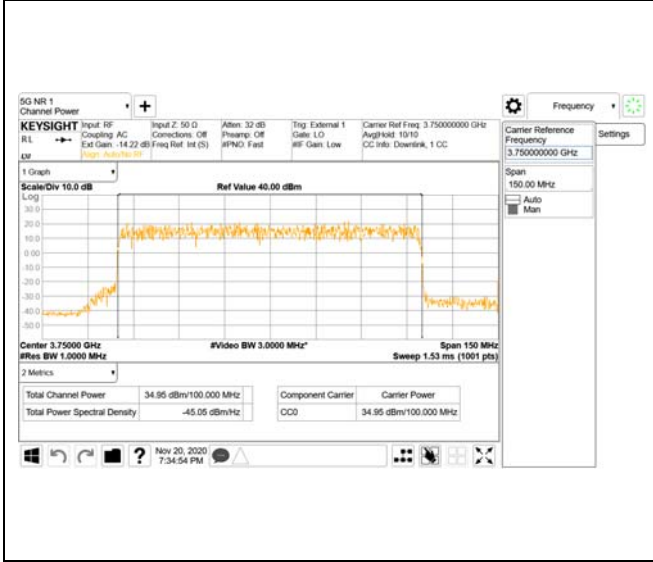 5G NR 1
Channel Power
Frequency
KEYSIGHT
RL
Input: RF
Coupling: AC
Ext Gain: -14.22 dB
Align: Auto/No RF
Input Z: 50 Ω
Corrections: Off
Freq Ref: Int (S)
Atten: 32 dB
Preamp: Off
#PNO: Fast
Trig: External 1
Gate: LO
#IF Gain: Low
Carrier Ref Freq: 3.750000000 GHz
Avg|Hold: 10/10
CC Info: Downlink, 1 CC
Carrier Reference
Frequency
3.750000000 GHz
Settings
Span
150.00 MHz
Auto
Man
1 Graph
Scale/Div 10.0 dB
Ref Value 40.00 dBm
Log
30.0
20.0
10.0
0.00
-10.0
-20.0
-30.0
-40.0
-50.0
Center 3.75000 GHz
#Video BW 3.0000 MHz*
Span 150 MHz
#Res BW 1.0000 MHz
Sweep 1.53 ms (1001 pts)
2 Metrics
Total Channel Power 34.95 dBm/100.000 MHz
Total Power Spectral Density -45.05 dBm/Hz
Component Carrier Carrier Power
CC0 34.95 dBm/100.000 MHz
?
Nov 20, 2020
7:34:54 PM